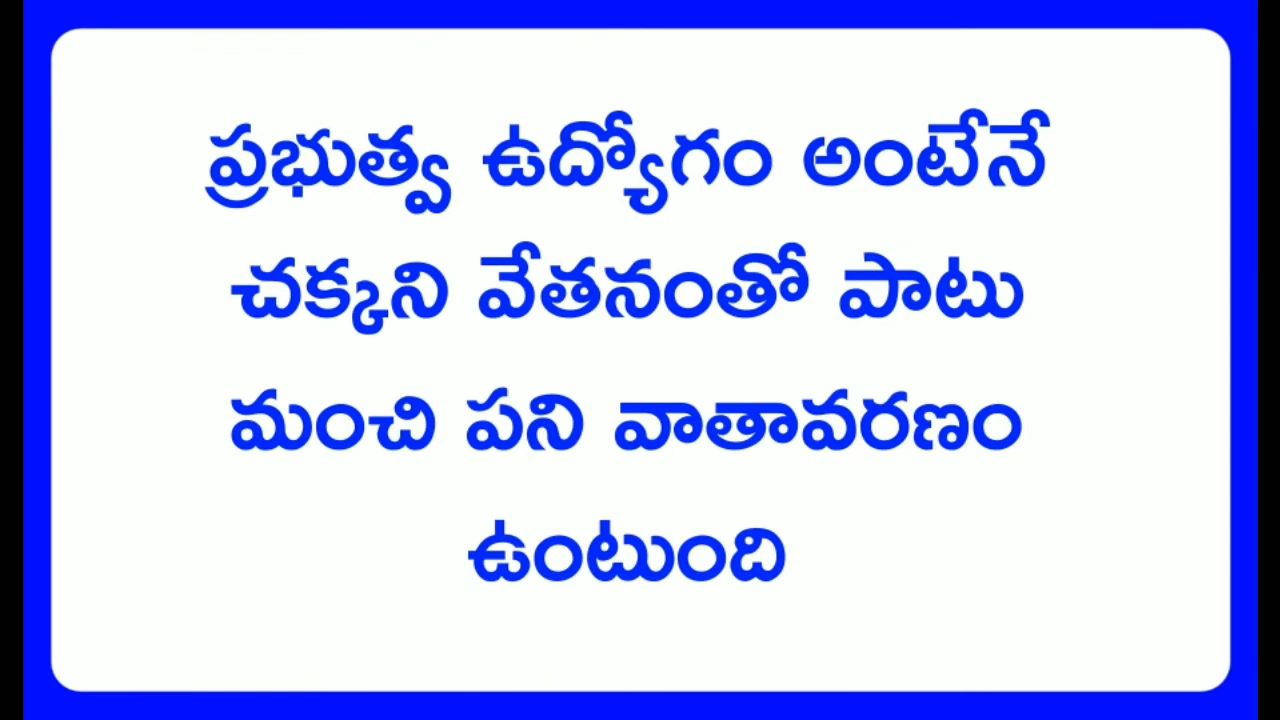 ప్రభుత్వ ఉద్యోగం అంటేనే
చక్కని వేతనంతో పాటు
మంచి పని వాతావరణం
ఉంటుంది